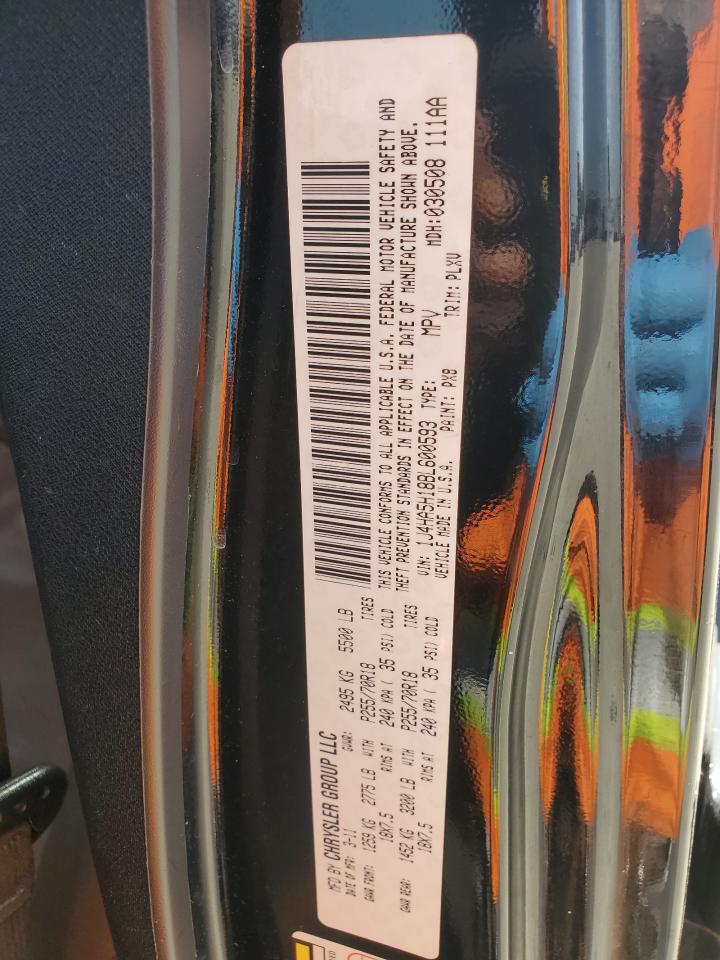 MFD BY CHRYSLER GROUP LLC
DATE OF MFR: 3-11 GVWR: 2495 KG 5500 LB
GAWR FRONT: 1259 KG 2775 LB WITH P255/70R18 TIRES
18X7.5 RIMS AT 240 KPA ( 35 PSI) COLD
GAWR REAR: 1452 KG 3200 LB WITH P255/70R18 TIRES
18X7.5 RIMS AT 240 KPA ( 35 PSI) COLD
THIS VEHICLE CONFORMS TO ALL APPLICABLE U.S.A. FEDERAL MOTOR VEHICLE SAFETY AND
THEFT PREVENTION STANDARDS IN EFFECT ON THE DATE OF MANUFACTURE SHOWN ABOVE.
VIN: 1J4HA5H18BL600593 TYPE: MPV MDH:030508 111AA
VEHICLE MADE IN U.S.A. PAINT: PX8 TRIM: PLXV